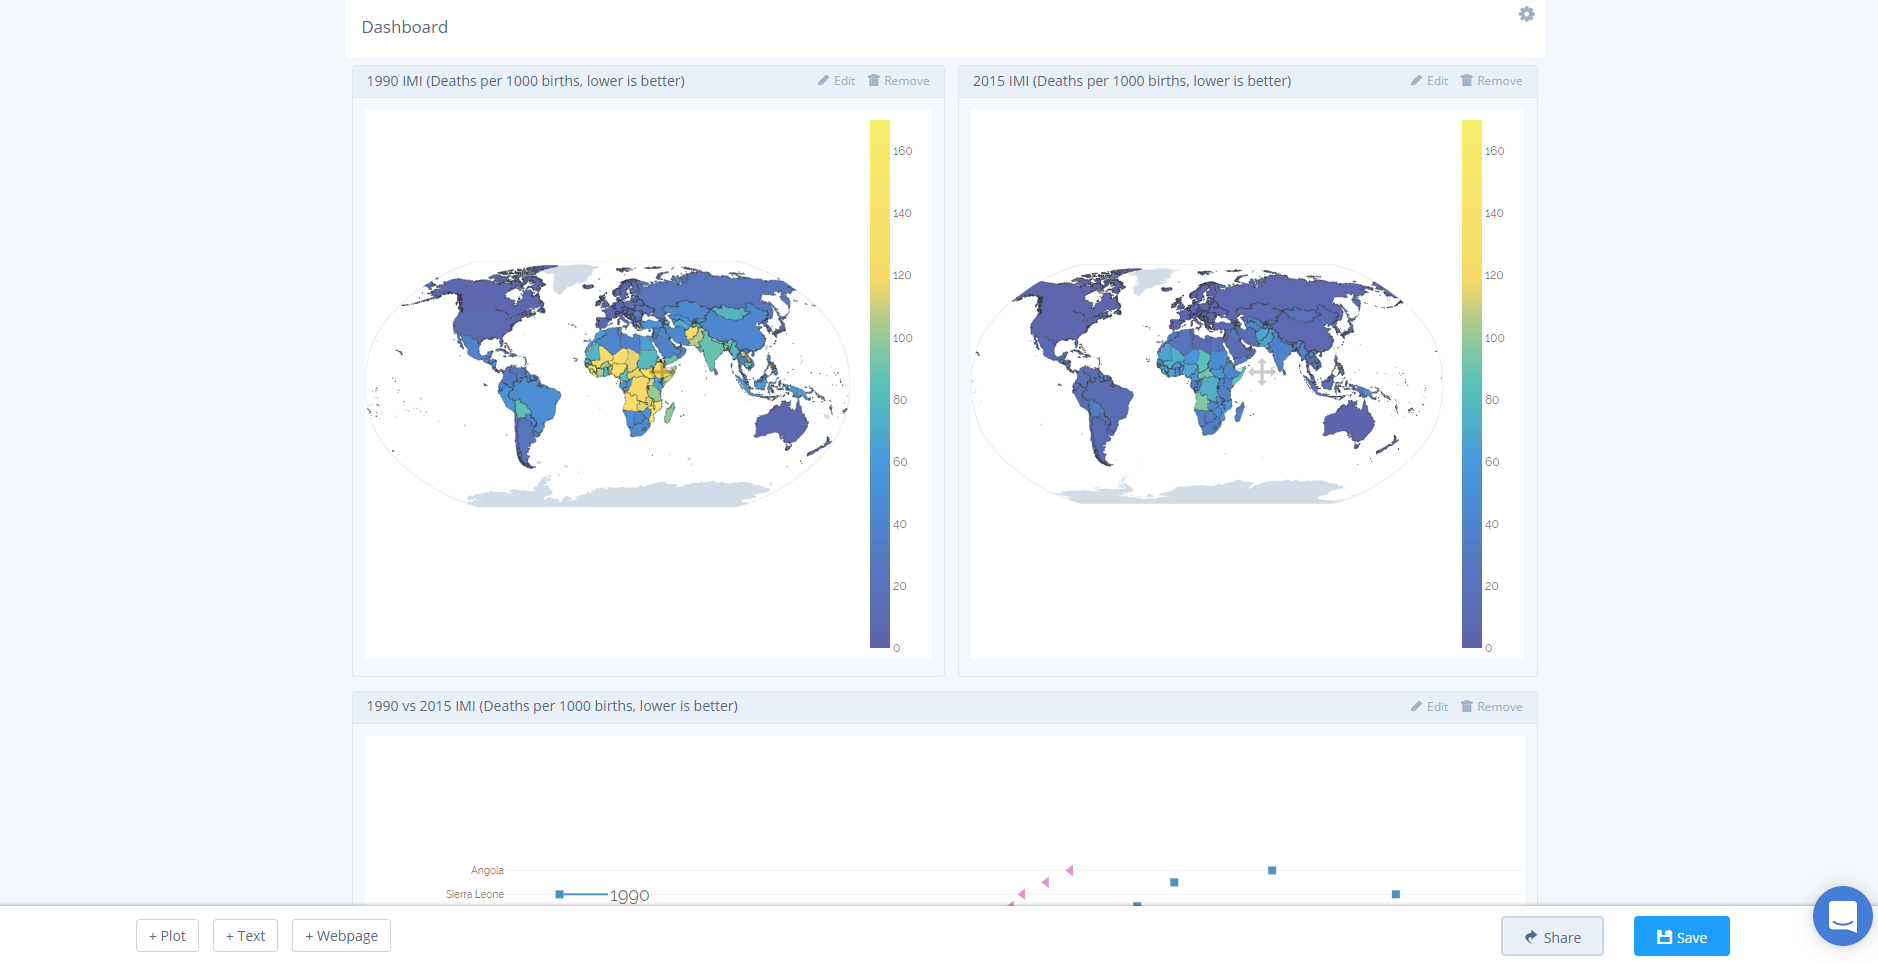 Dashboard
1990 IMI (Deaths per 1000 births, lower is better)
Edit
Remove
2015 IMI (Deaths per 1000 births, lower is better)
Edit
Remove
160
140
120
100
80
60
40
20
0
160
140
120
100
80
60
40
20
0
1990 vs 2015 IMI (Deaths per 1000 births, lower is better)
Edit
Remove
Angola
Sierra Leone
1990
+ Plot
+ Text
+ Webpage
Share
Save